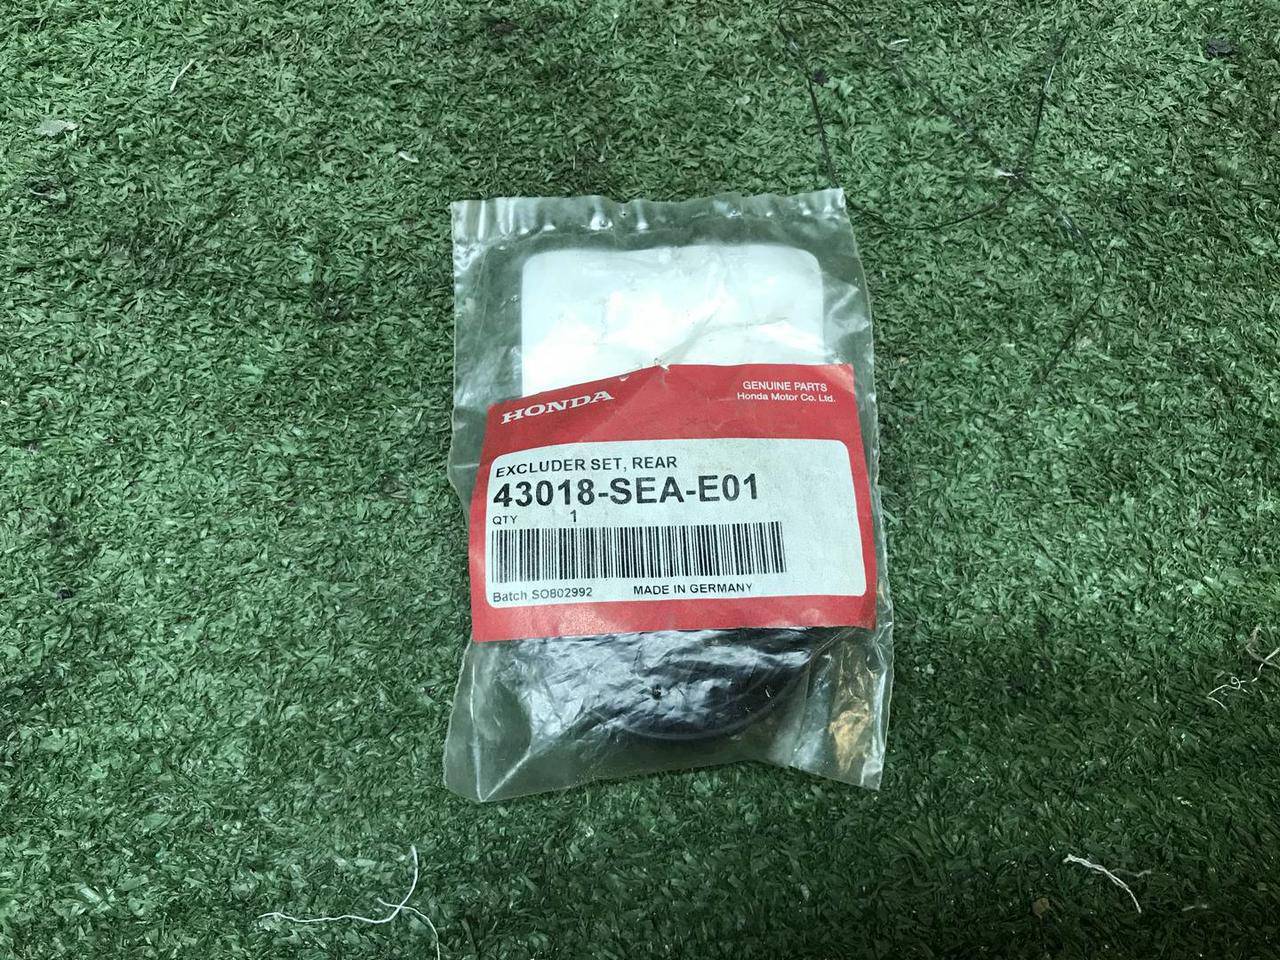 HONDA
GENUINE PARTS
Honda Motor Co. Ltd.
EXCLUDER SET, REAR
43018-SEA-E01
QTY 1
Batch SO802992 MADE IN GERMANY